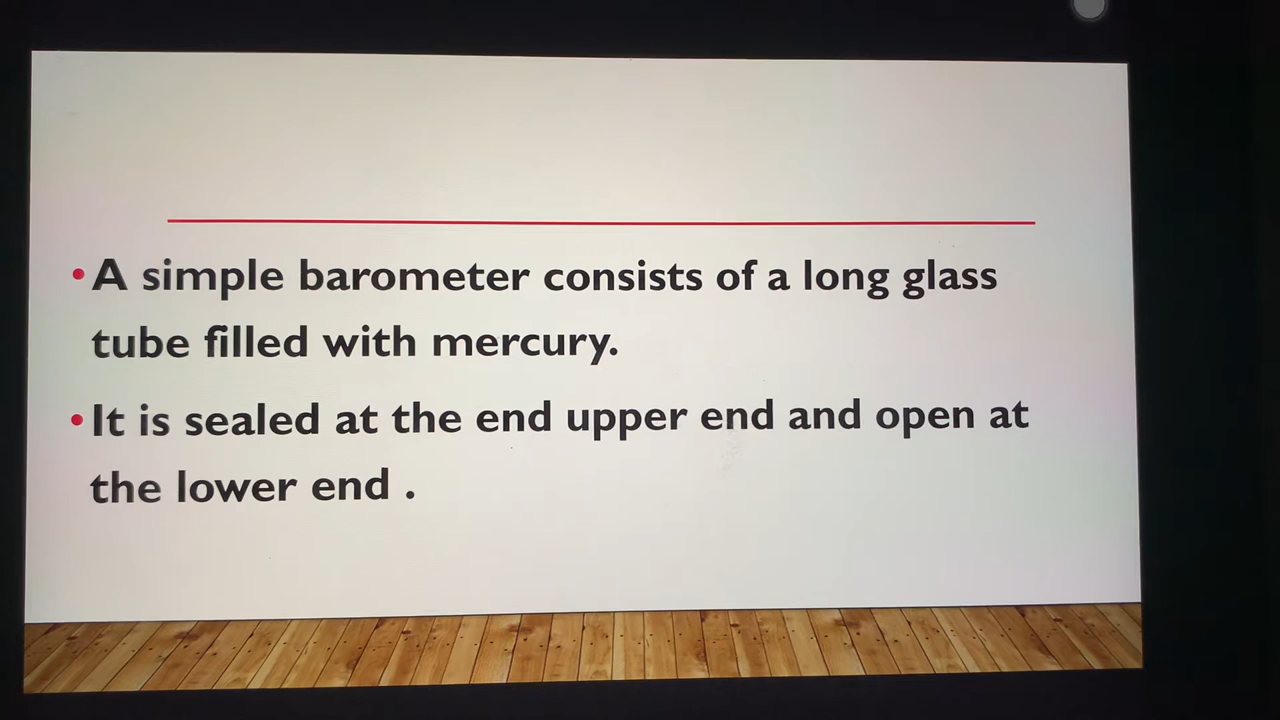 •A simple barometer consists of a long glass
tube filled with mercury.
•It is sealed at the end upper end and open at
the lower end .